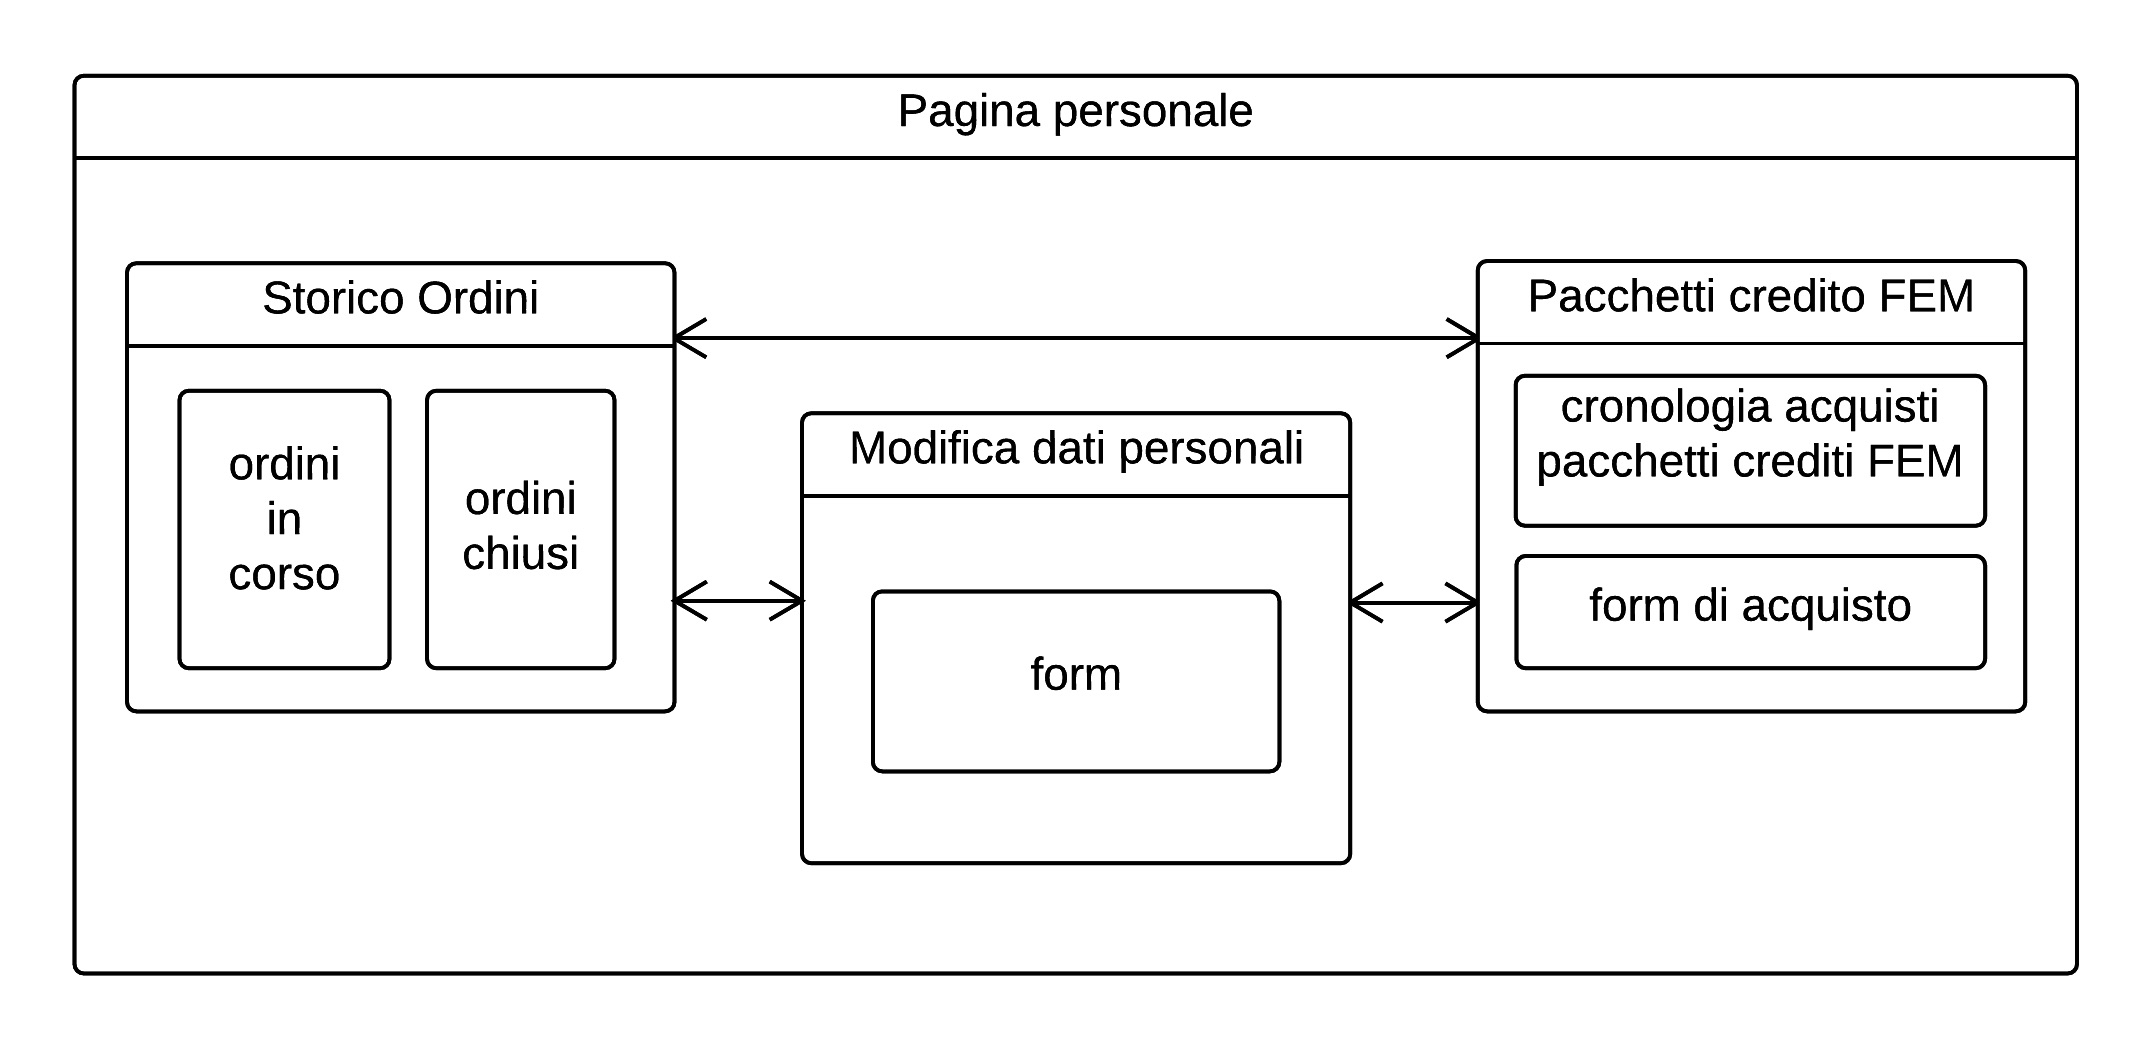 Pagina personale
Storico Ordini
ordini
in
corso
ordini
chiusi
Modifica dati personali
form
Pacchetti credito FEM
cronologia acquisti
pacchetti crediti FEM
form di acquisto